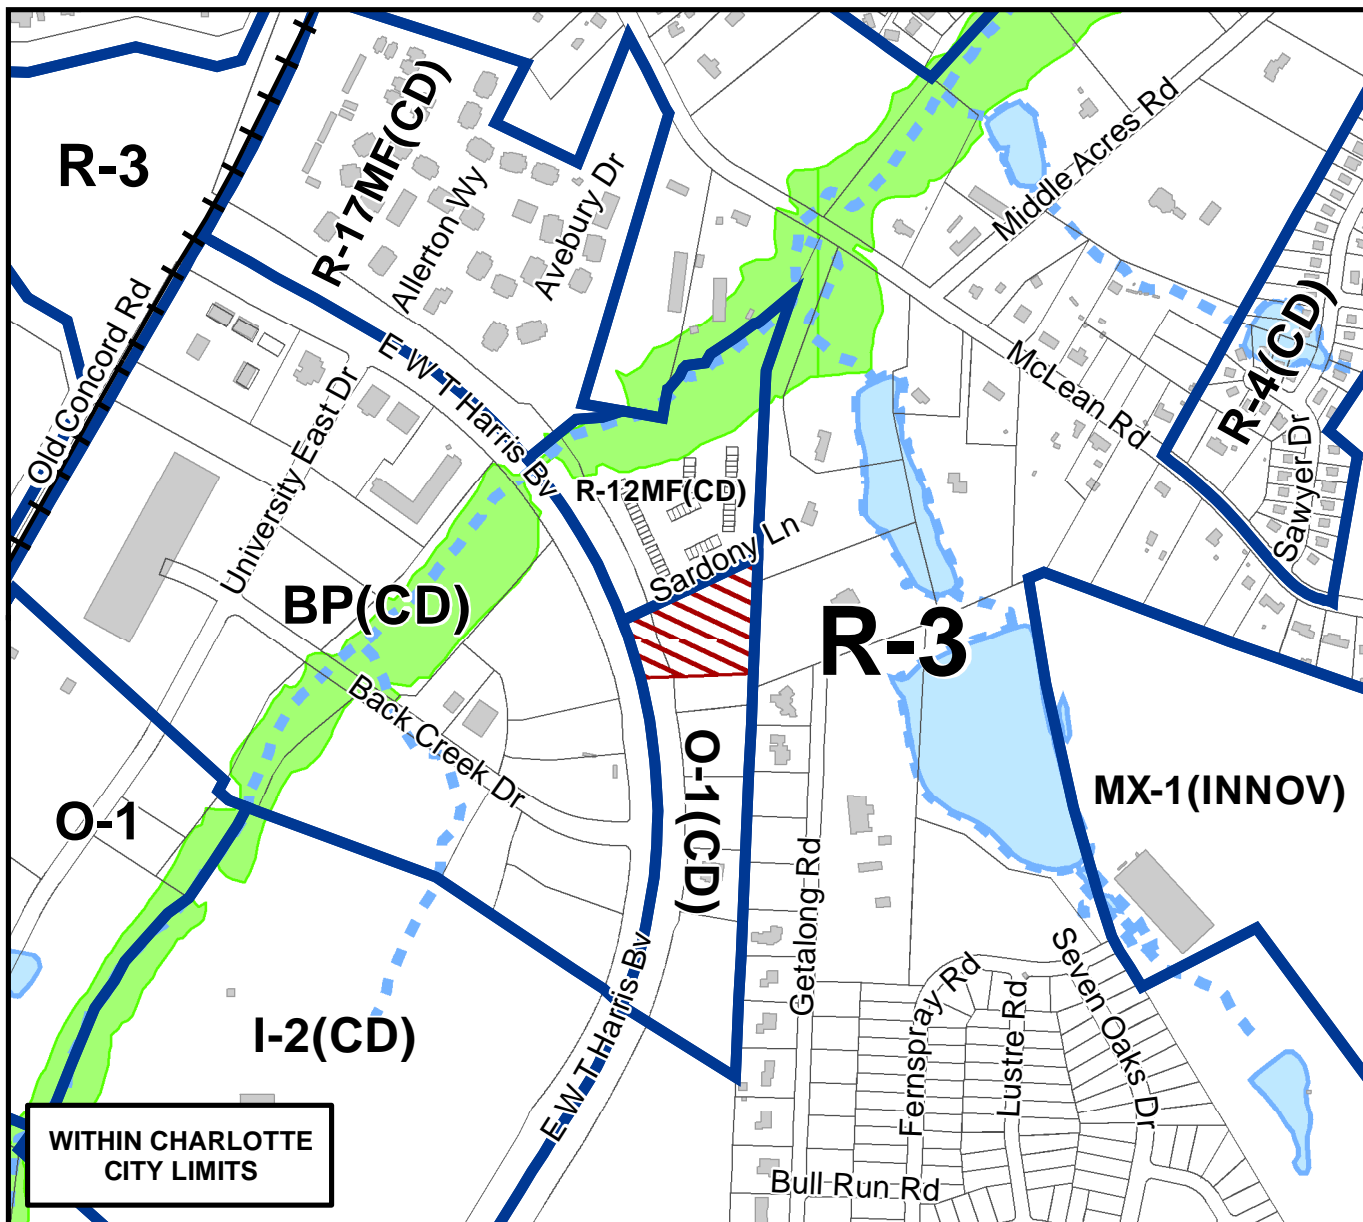 R-3
R-17MF(CD)
Allerton Wy
Avebury Dr
Middle Acres Rd
Old Concord Rd
E W T Harris Bv
McLean Rd
R-4(CD)
Sawyer Dr
University East Dr
R-12MF(CD)
Sardony Ln
BP(CD)
R-3
Back Creek Dr
O-1(CD)
MX-1(INNOV)
O-1
Getalong Rd
E W T Harris Bv
Fernspray Rd
Lustre Rd
Seven Oaks Dr
I-2(CD)
WITHIN CHARLOTTE
CITY LIMITS
Bull Run Rd